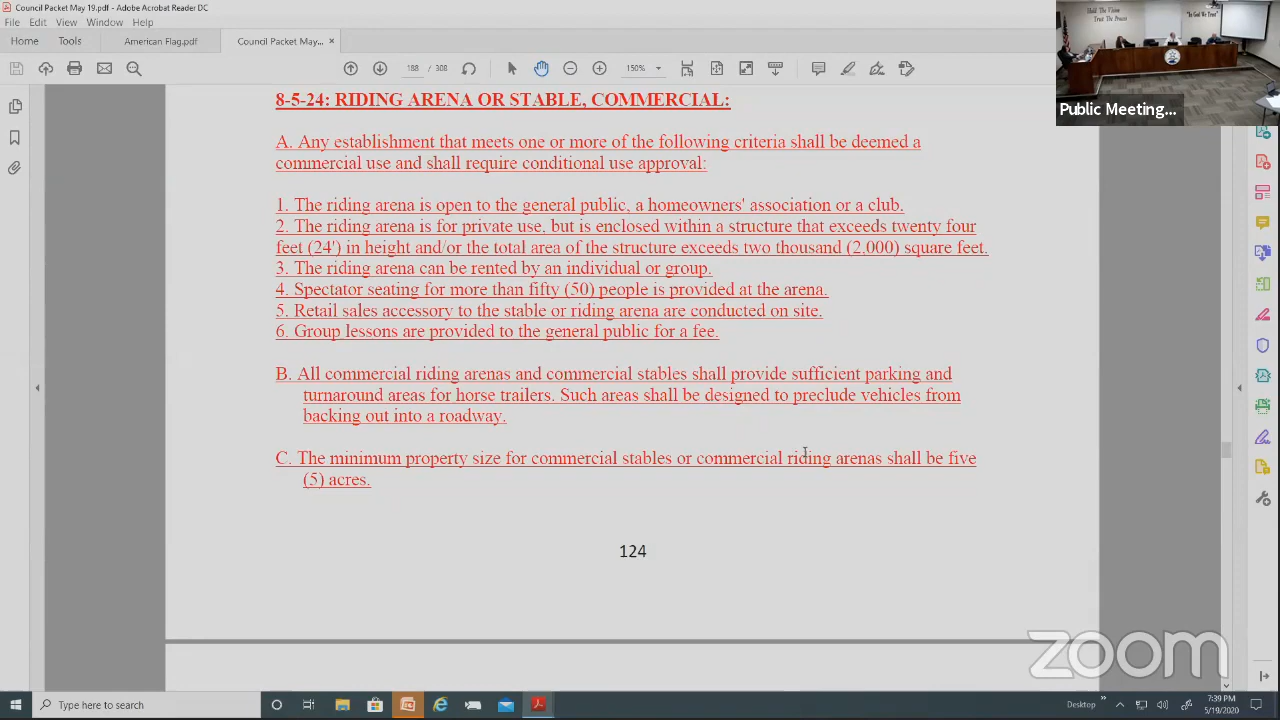 Council Packet May 19.pdf - Adobe Acrobat Reader DC
File Edit View Window Help
Home Tools American Flag.pdf Council Packet May... ×
188 / 308 150%
Hold The Vision
Trust The Process
"In God We Trust"
Public Meeting...
8-5-24: RIDING ARENA OR STABLE, COMMERCIAL:
A. Any establishment that meets one or more of the following criteria shall be deemed a
commercial use and shall require conditional use approval:
1. The riding arena is open to the general public, a homeowners' association or a club.
2. The riding arena is for private use, but is enclosed within a structure that exceeds twenty four
feet (24') in height and/or the total area of the structure exceeds two thousand (2,000) square feet.
3. The riding arena can be rented by an individual or group.
4. Spectator seating for more than fifty (50) people is provided at the arena.
5. Retail sales accessory to the stable or riding arena are conducted on site.
6. Group lessons are provided to the general public for a fee.
B. All commercial riding arenas and commercial stables shall provide sufficient parking and
turnaround areas for horse trailers. Such areas shall be designed to preclude vehicles from
backing out into a roadway.
C. The minimum property size for commercial stables or commercial riding arenas shall be five
(5) acres.
124
zoom
Type here to search
Desktop
7:39 PM
5/19/2020